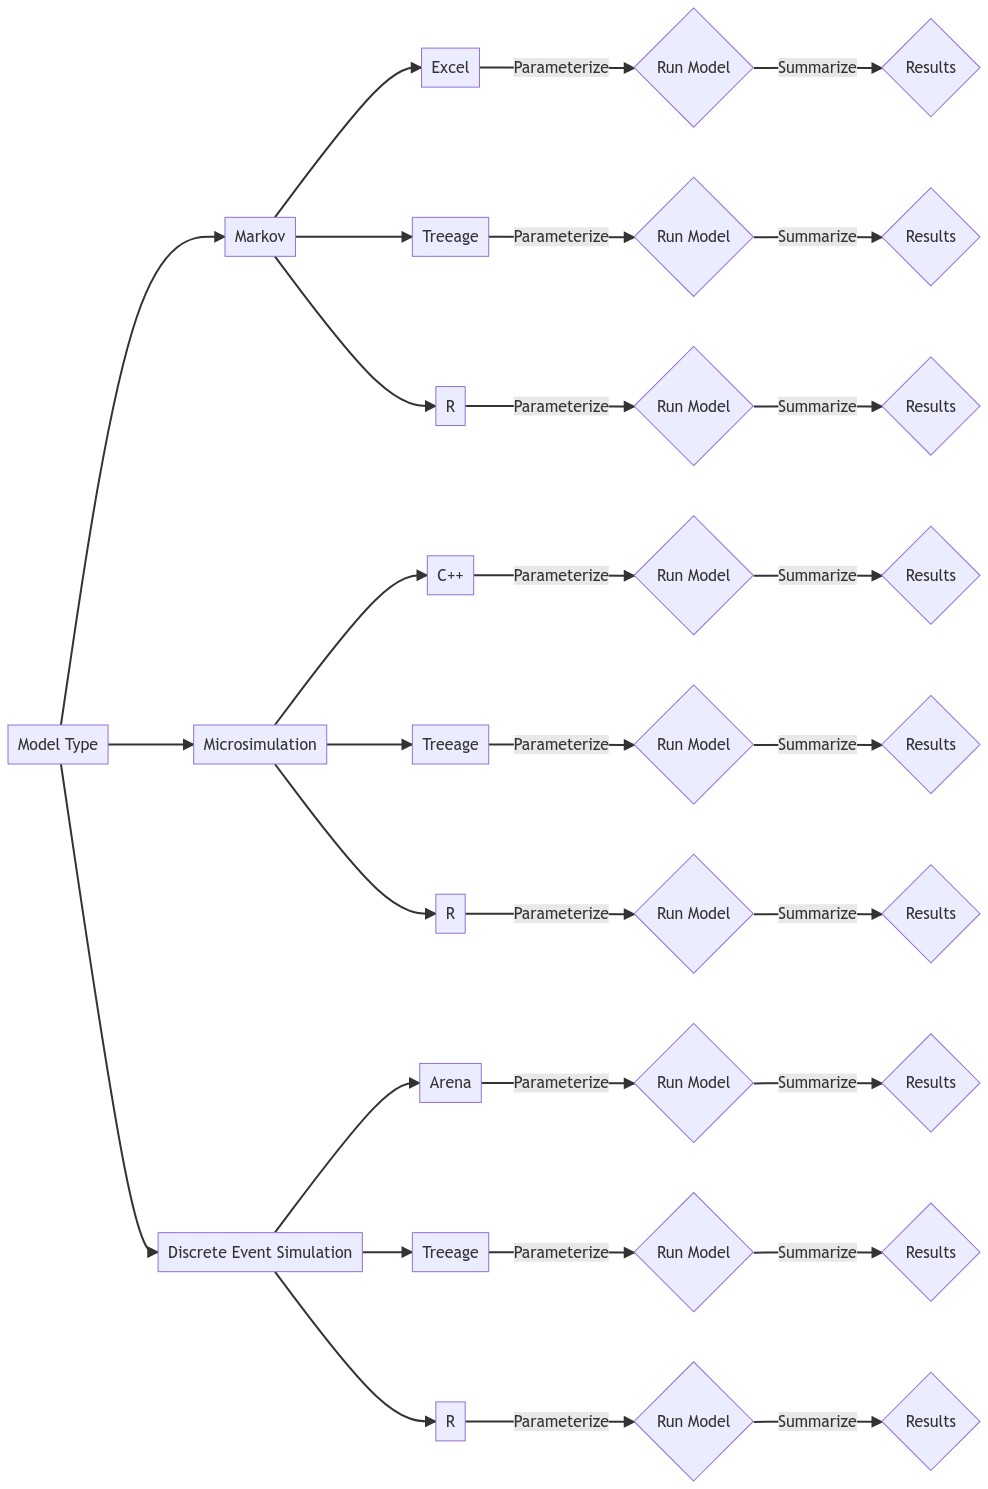 Excel Parameterize Run Model Summarize Results
Markov Treeage Parameterize Run Model Summarize Results
R Parameterize Run Model Summarize Results
C++ Parameterize Run Model Summarize Results
Model Type Microsimulation Treeage Parameterize Run Model Summarize Results
R Parameterize Run Model Summarize Results
Arena Parameterize Run Model Summarize Results
Discrete Event Simulation Treeage Parameterize Run Model Summarize Results
R Parameterize Run Model Summarize Results